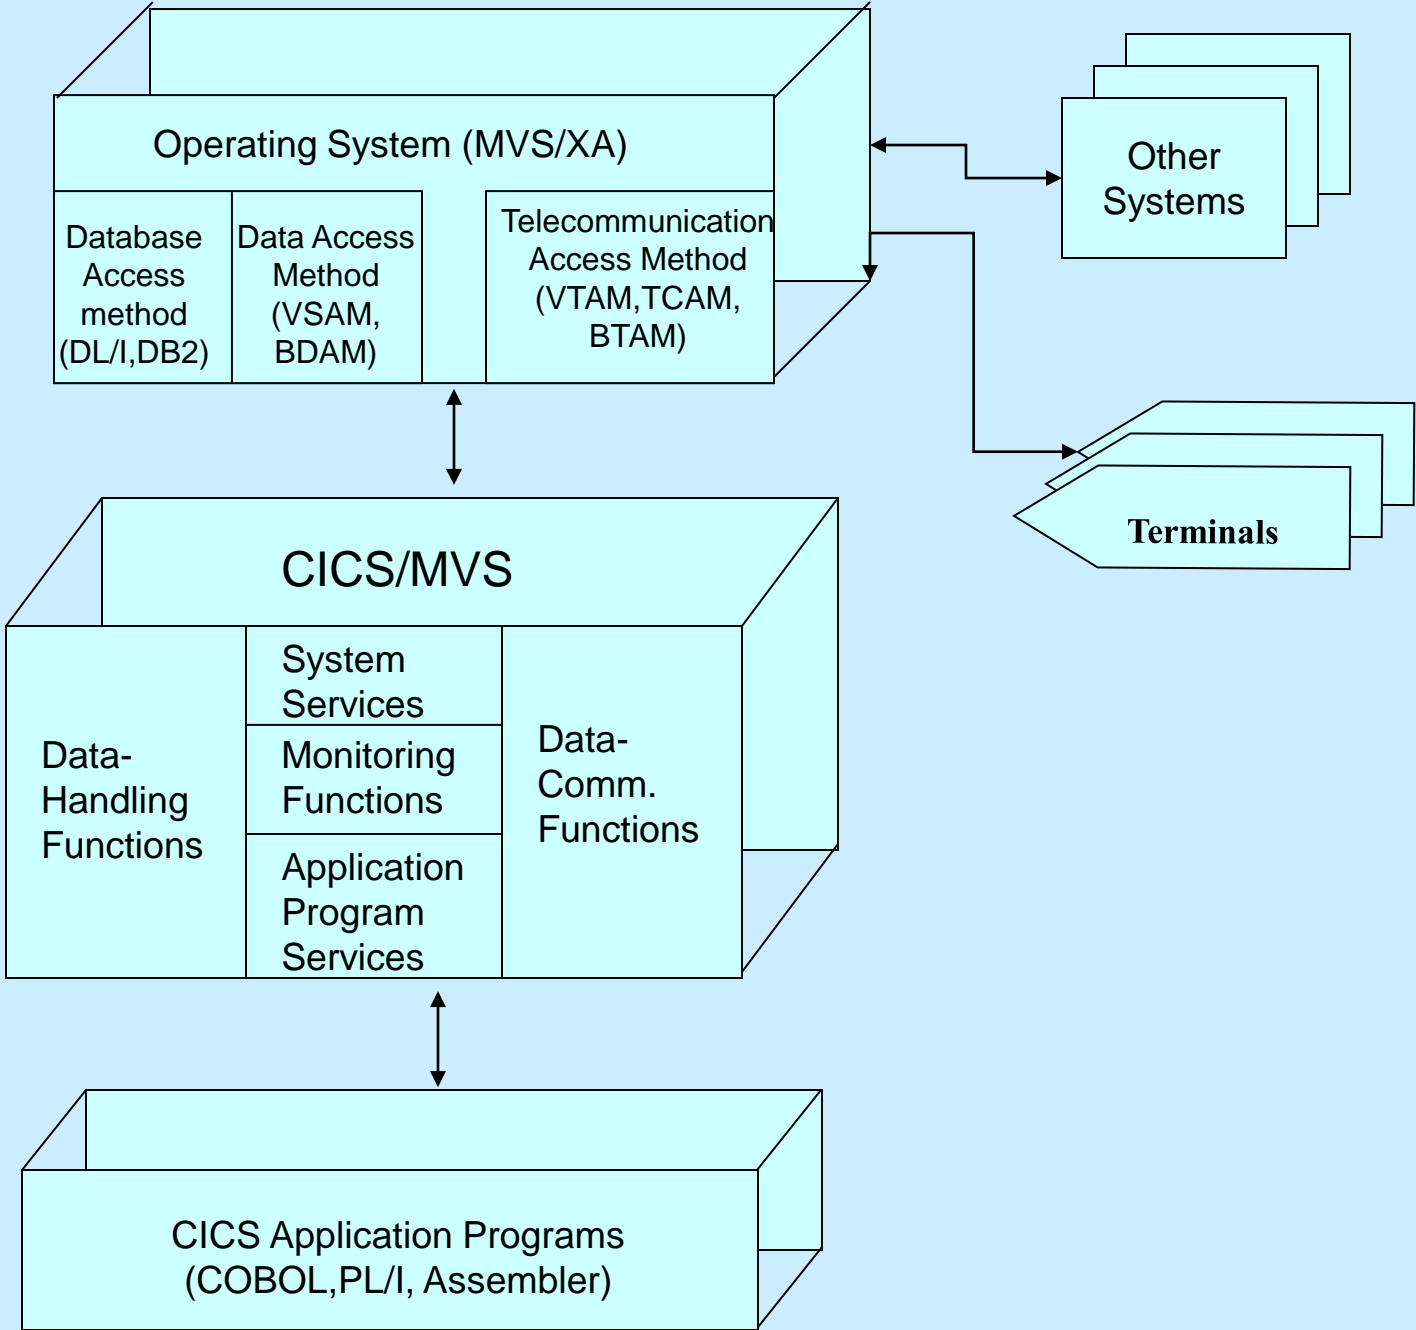 Operating System (MVS/XA)
Database
Access
method
(DL/I,DB2)
Data Access
Method
(VSAM,
BDAM)
Telecommunication
Access Method
(VTAM,TCAM,
BTAM)
Other
Systems
Terminals
CICS/MVS
Data-
Handling
Functions
System
Services
Monitoring
Functions
Application
Program
Services
Data-
Comm.
Functions
CICS Application Programs
(COBOL,PL/I, Assembler)